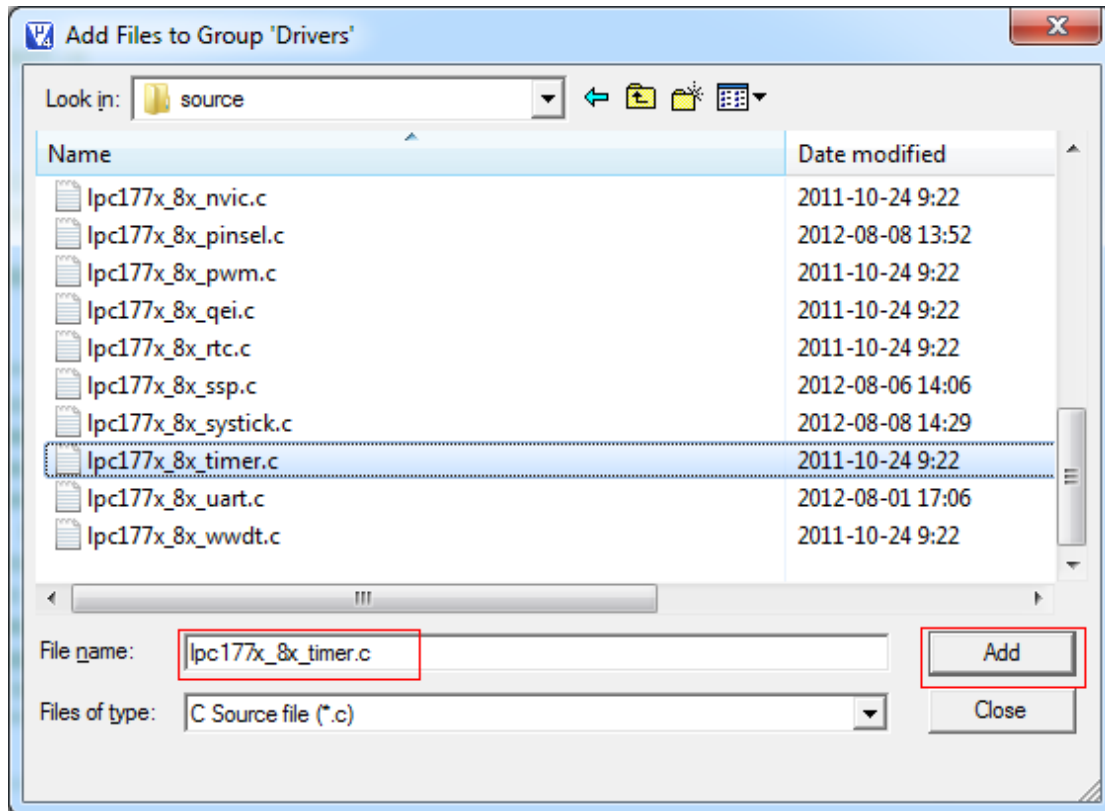 Add Files to Group 'Drivers'
Look in: source
Name Date modified
lpc177x_8x_nvic.c 2011-10-24 9:22
lpc177x_8x_pinsel.c 2012-08-08 13:52
lpc177x_8x_pwm.c 2011-10-24 9:22
lpc177x_8x_qei.c 2011-10-24 9:22
lpc177x_8x_rtc.c 2011-10-24 9:22
lpc177x_8x_ssp.c 2012-08-06 14:06
lpc177x_8x_systick.c 2012-08-08 14:29
lpc177x_8x_timer.c 2011-10-24 9:22
lpc177x_8x_uart.c 2012-08-01 17:06
lpc177x_8x_wwdt.c 2011-10-24 9:22
File name: lpc177x_8x_timer.c Add
Files of type: C Source file (*.c) Close